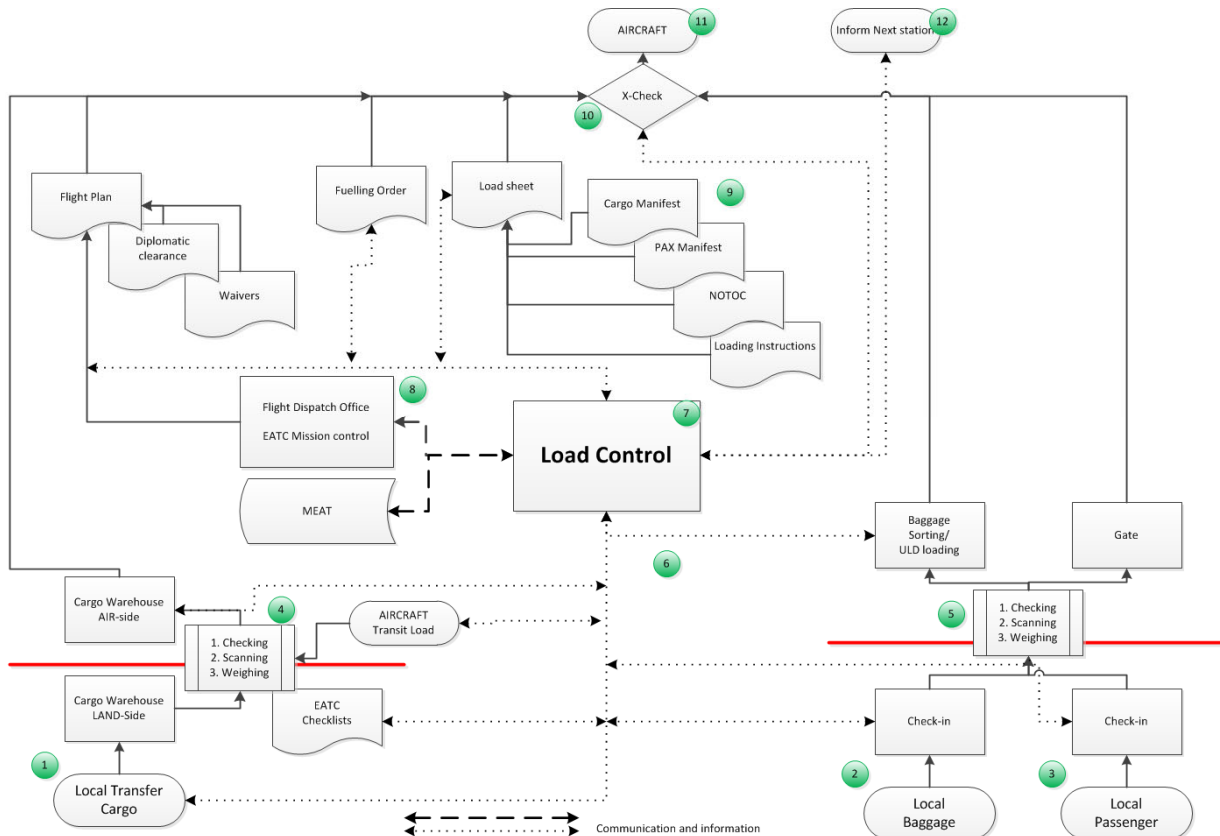 11
12
AIRCRAFT
Inform Next station
X-Check
10
Flight Plan
Fuelling Order
Load sheet
Cargo Manifest
9
Diplomatic
clearance
PAX Manifest
Waivers
NOTOC
Loading Instructions
8
Flight Dispatch Office
EATC Mission control
7
Load Control
MEAT
Baggage
Sorting/
ULD loading
Gate
6
Cargo Warehouse
AIR-side
4
1. Checking
2. Scanning
3. Weighing
AIRCRAFT
Transit Load
5
1. Checking
2. Scanning
3. Weighing
Cargo Warehouse
LAND-Side
EATC
Checklists
Check-in
Check-in
1
Local Transfer
Cargo
2
Local
Baggage
3
Local
Passenger
Communication and information